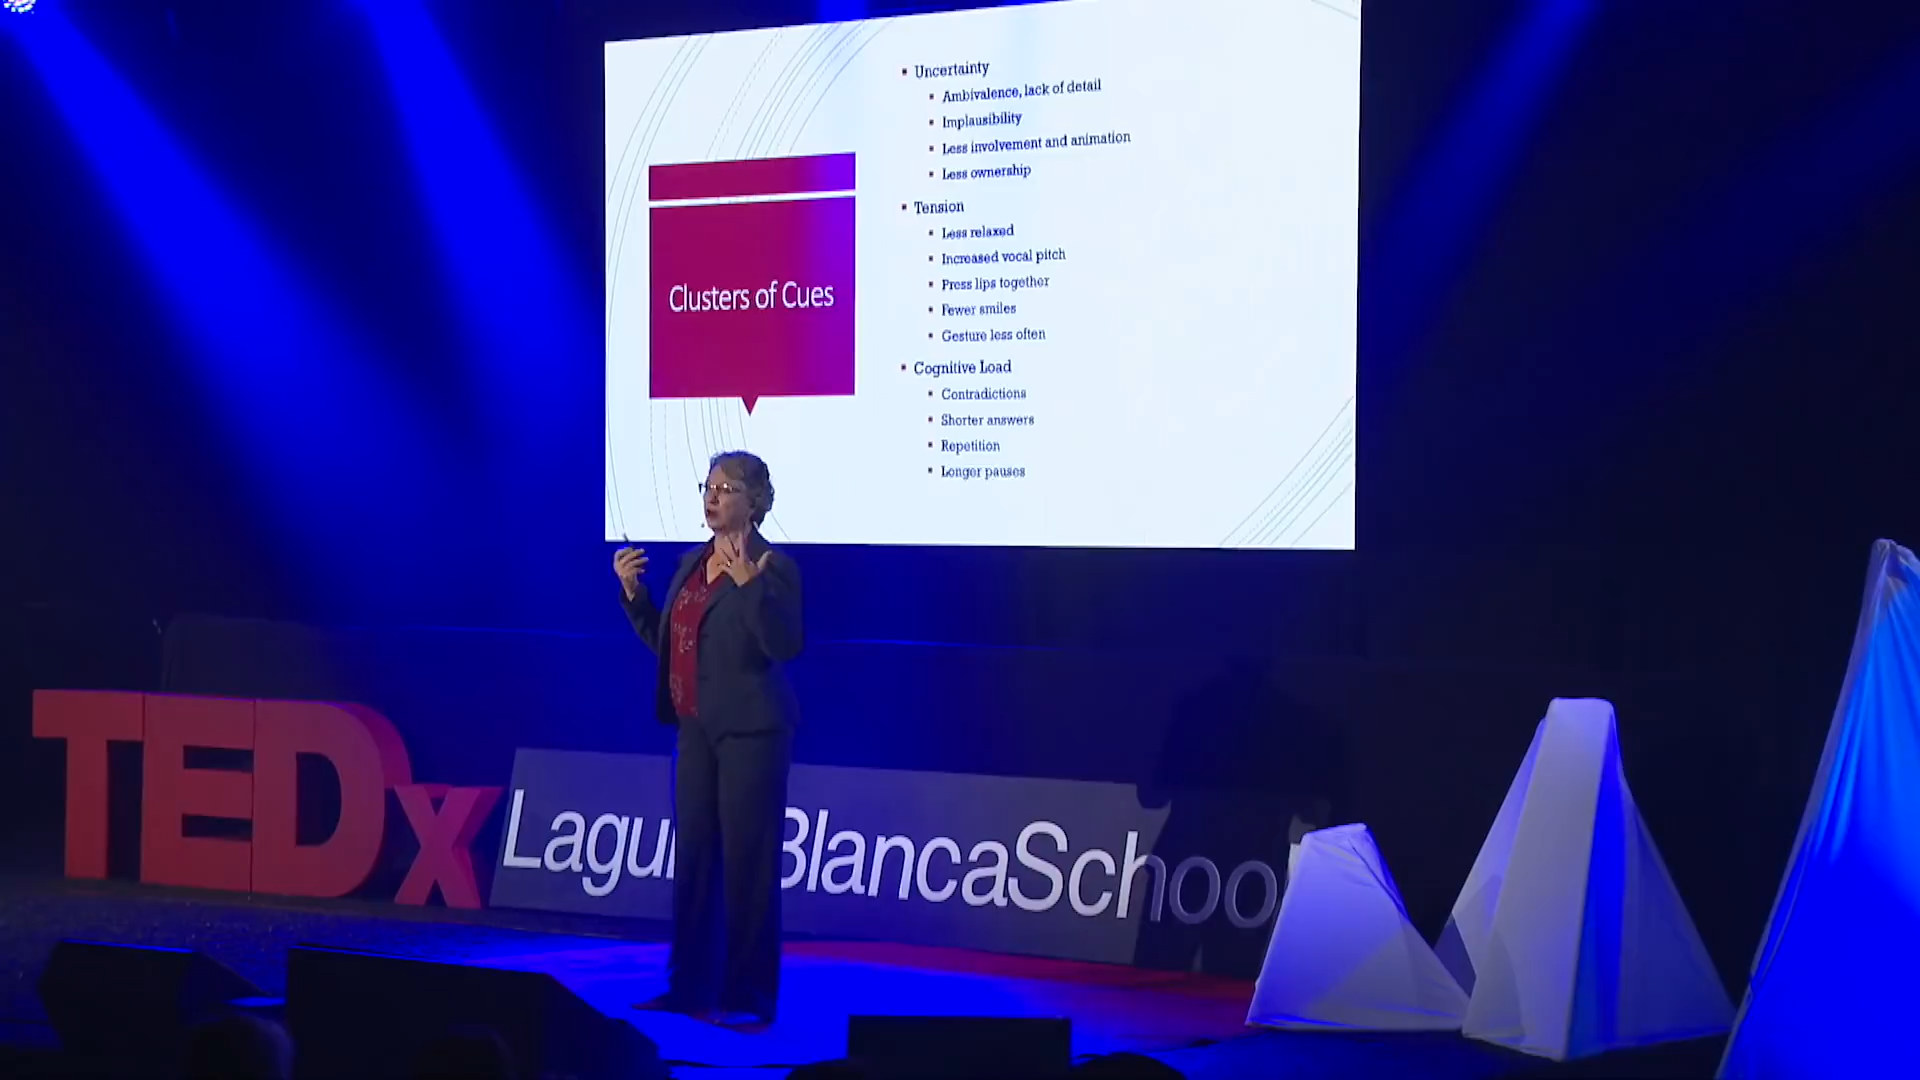 Clusters of Cues
Uncertainty
Ambivalence, lack of detail
Implausibility
Less involvement and animation
Less ownership
Tension
Less relaxed
Increased vocal pitch
Press lips together
Fewer smiles
Gesture less often
Cognitive Load
Contradictions
Shorter answers
Repetition
Longer pauses
TEDx
BlancaSchool